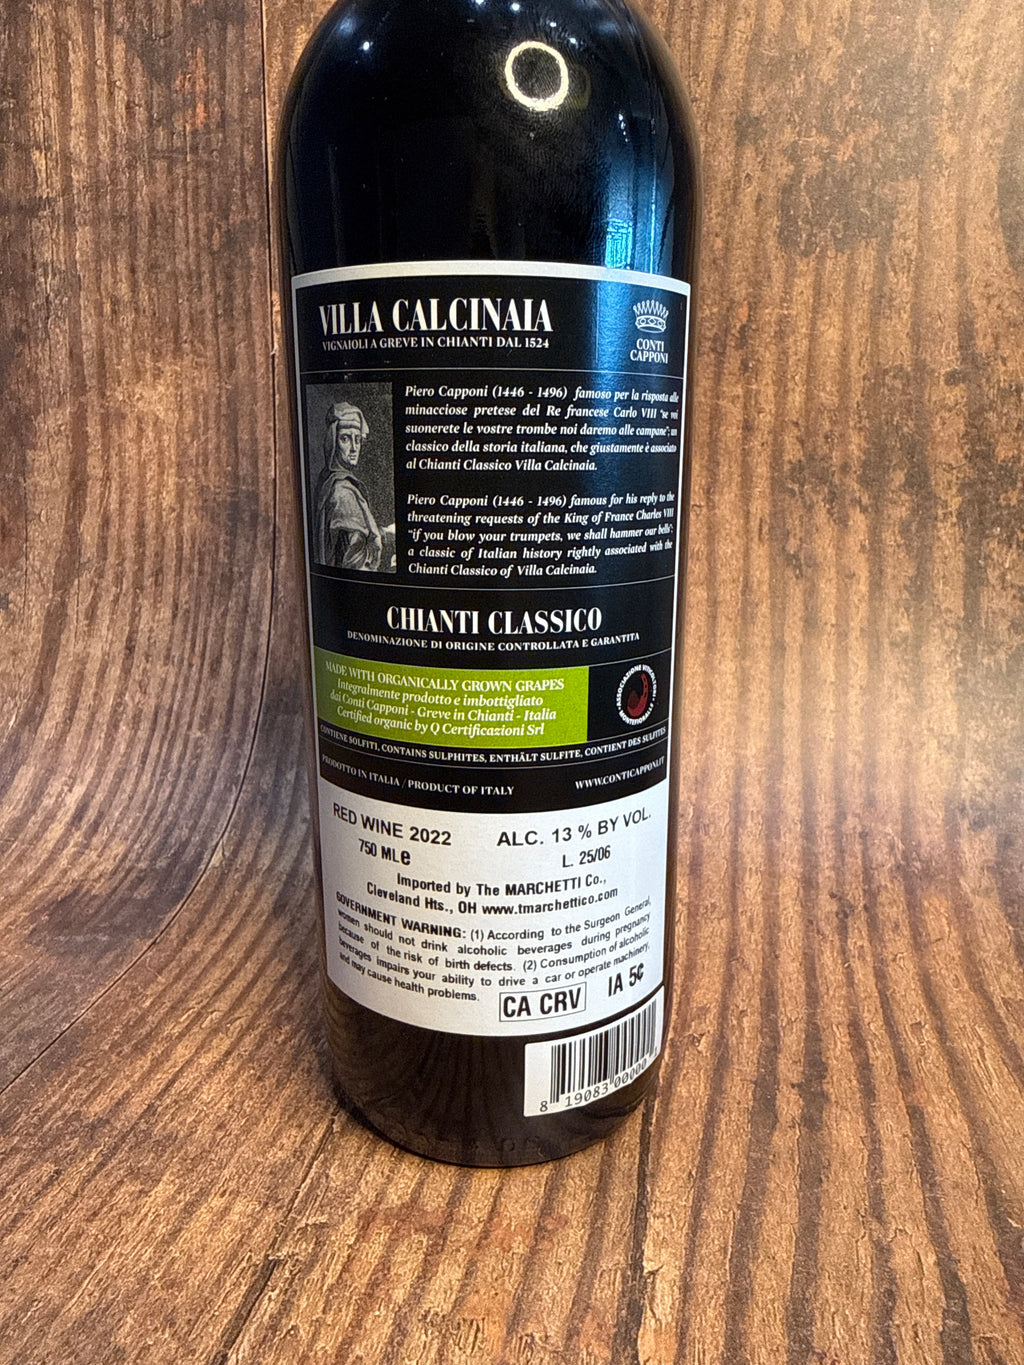 VILLA CALCINAIA
VIGNAIOLI A GREVE IN CHIANTI DAL 1524
CONTI
CAPPONI
Piero Capponi (1446 - 1496) famoso per la risposta alle
minacciose pretese del Re francese Carlo VIII "se voi
suonerete le vostre trombe noi daremo alle campane"; un
classico della storia italiana, che giustamente è associato
al Chianti Classico Villa Calcinaia.
Piero Capponi (1446 - 1496) famous for his reply to the
threatening requests of the King of France Charles VIII
"if you blow your trumpets, we shall hammer our bells":
a classic of Italian history rightly associated with the
Chianti Classico of Villa Calcinaia.
CHIANTI CLASSICO
DENOMINAZIONE DI ORIGINE CONTROLLATA E GARANTITA
MADE WITH ORGANICALLY GROWN GRAPES
Integralmente prodotto e imbottigliato
dai Conti Capponi - Greve in Chianti - Italia
Certified organic by Q Certificazioni Srl
ASSOCIAZIONE VITICOLTORI
MONTEFIORALLE
CONTIENE SOLFITI, CONTAINS SULPHITES, ENTHÄLT SULFITE, CONTIENT DES SULFITES
PRODOTTO IN ITALIA / PRODUCT OF ITALY
WWW.CONTICAPPONI.IT
RED WINE 2022
ALC. 13 % BY VOL.
750 ML e
L. 25/06
Imported by The MARCHETTI Co.,
Cleveland Hts., OH www.tmarchettico.com
GOVERNMENT WARNING: (1) According to the Surgeon General,
women should not drink alcoholic beverages during pregnancy
because of the risk of birth defects. (2) Consumption of alcoholic
beverages impairs your ability to drive a car or operate machinery,
and may cause health problems.
CA CRV
IA 5¢
8 19083 00000